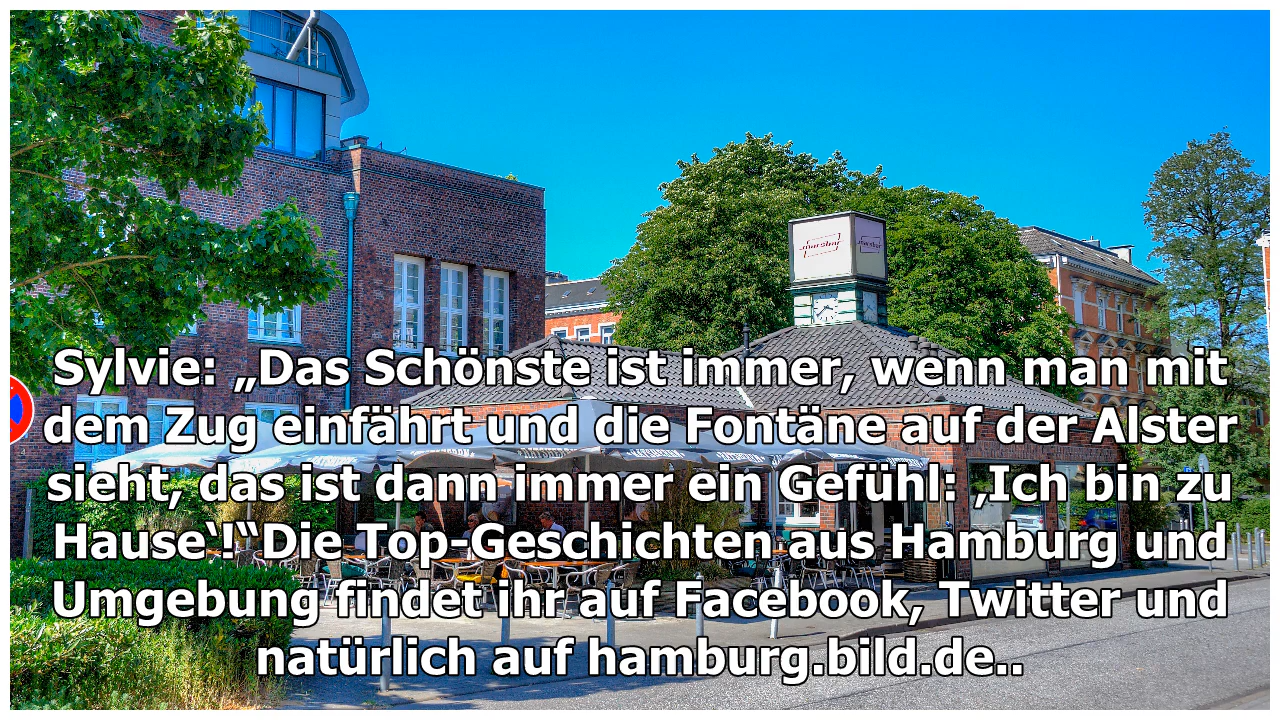 Sylvie: „Das Schönste ist immer, wenn man mit
dem Zug einfährt und die Fontäne auf der Alster
sieht, das ist dann immer ein Gefühl: ‚Ich bin zu
Hause‘!“Die Top-Geschichten aus Hamburg und
Umgebung findet ihr auf Facebook, Twitter und
natürlich auf hamburg.bild.de..